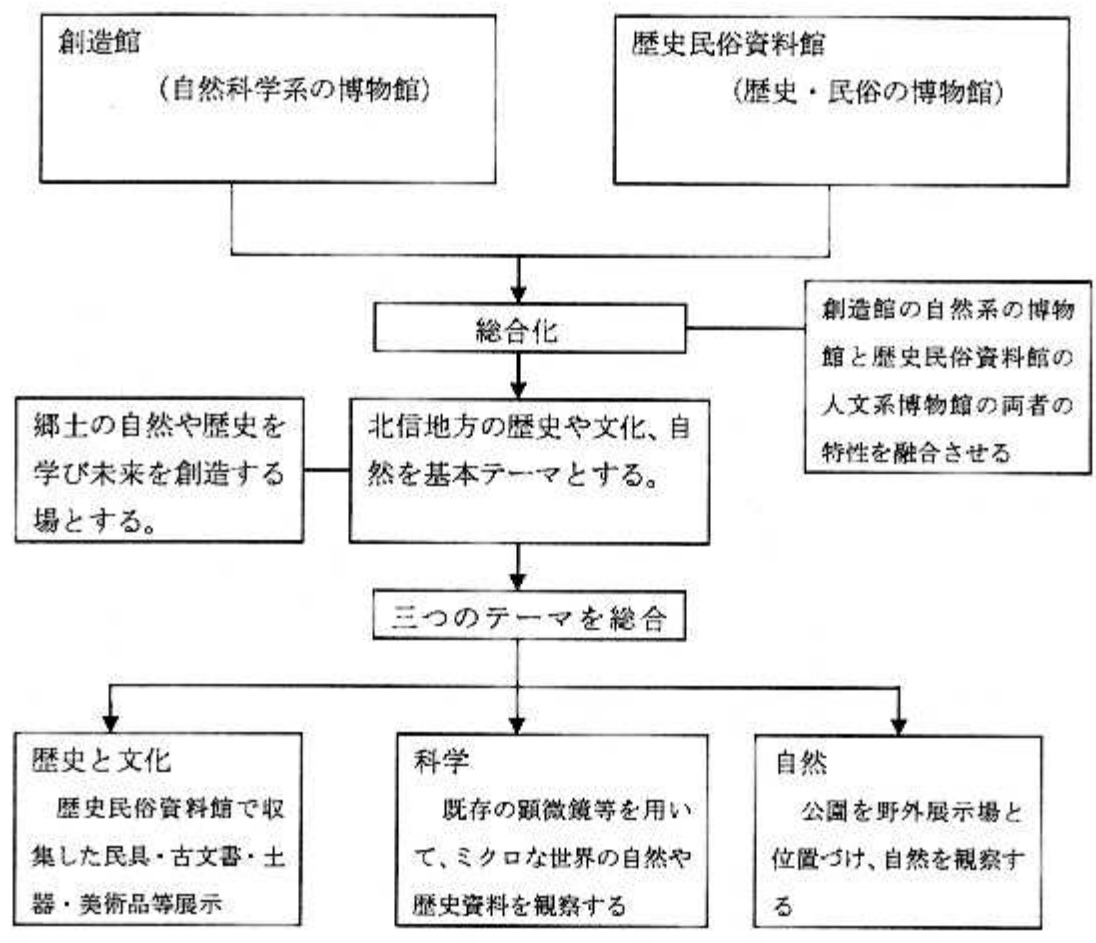 創造館
(自然科学系の博物館)
歴史民俗資料館
(歴史・民俗の博物館)
総合化
創造館の自然系の博物
館と歴史民俗資料館の
人文系博物館の両者の
特性を融合させる
郷土の自然や歴史を
学び未来を創造する
場とする。
北信地方の歴史や文化、自
然を基本テーマとする。
三つのテーマを総合
歴史と文化
歴史民俗資料館で収
集した民具・古文書・土
器・美術品等展示
科学
既存の顕微鏡等を用い
て、ミクロな世界の自然や
歴史資料を観察する
自然
公園を野外展示場と
位置づけ、自然を観察す
る